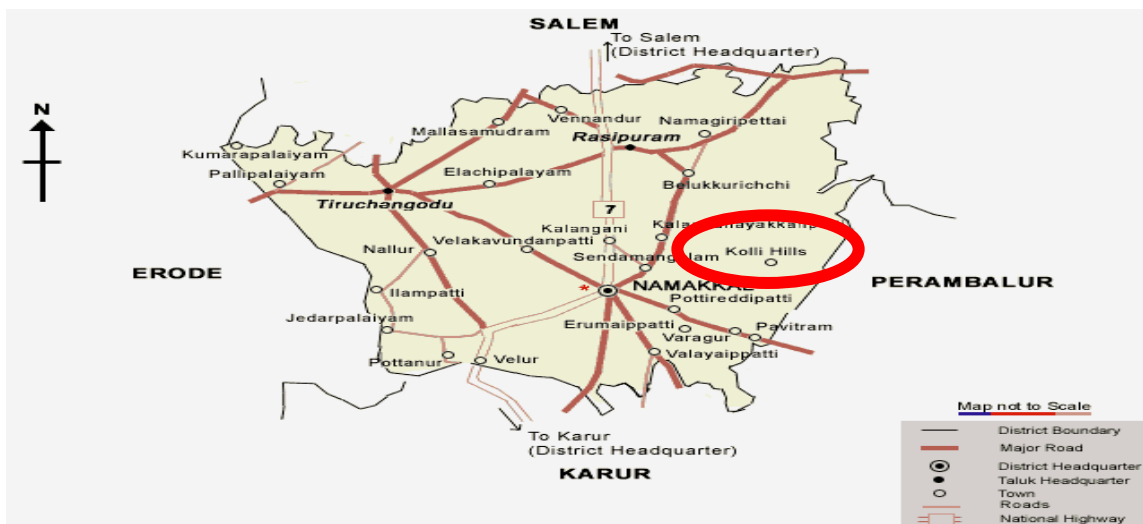 SALEM
To Salem
(District Headquarter)
N
Vennandur
Namagiripettai
Mallasamudram
Rasipuram
Kumarapalaiyam
Pallipalaiyam
Elachipalayam
Belukkurichchi
Tiruchangodu
7
Kalangani
Velakavundanpatti
Nallur
Kolli Hills
Sendamangalam
ERODE
PERAMBALUR
* NAMAKKAL
Ilampatti
Pottireddipatti
Jedarpalaiyam
Erumaippatti
Pavitram
Varagur
Valayaippatti
Pottanur
Velur
To Karur
(District Headquarter)
KARUR
Map not to Scale
District Boundary
Major Road
District Headquarter
Taluk Headquarter
Town
Roads
National Highway